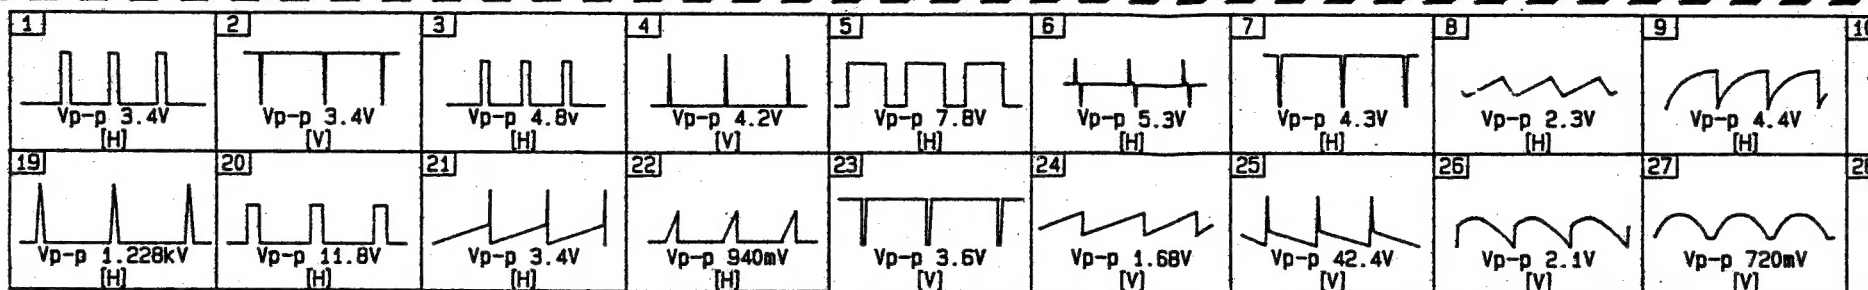 1 2 3 4 5 6 7 8 9 10
Vp-p 3.4V Vp-p 3.4V Vp-p 4.8v Vp-p 4.2V Vp-p 7.8V Vp-p 5.3V Vp-p 4.3V Vp-p 2.3V Vp-p 4.4V
[H] [V] [H] [V] [H] [H] [H] [H] [H]
19 20 21 22 23 24 25 26 27
Vp-p 1.228kV Vp-p 11.8V Vp-p 3.4V Vp-p 940mV Vp-p 3.6V Vp-p 1.68V Vp-p 42.4V Vp-p 2.1V Vp-p 720mV
[H] [H] [H] [H] [V] [V] [V] [V] [V]